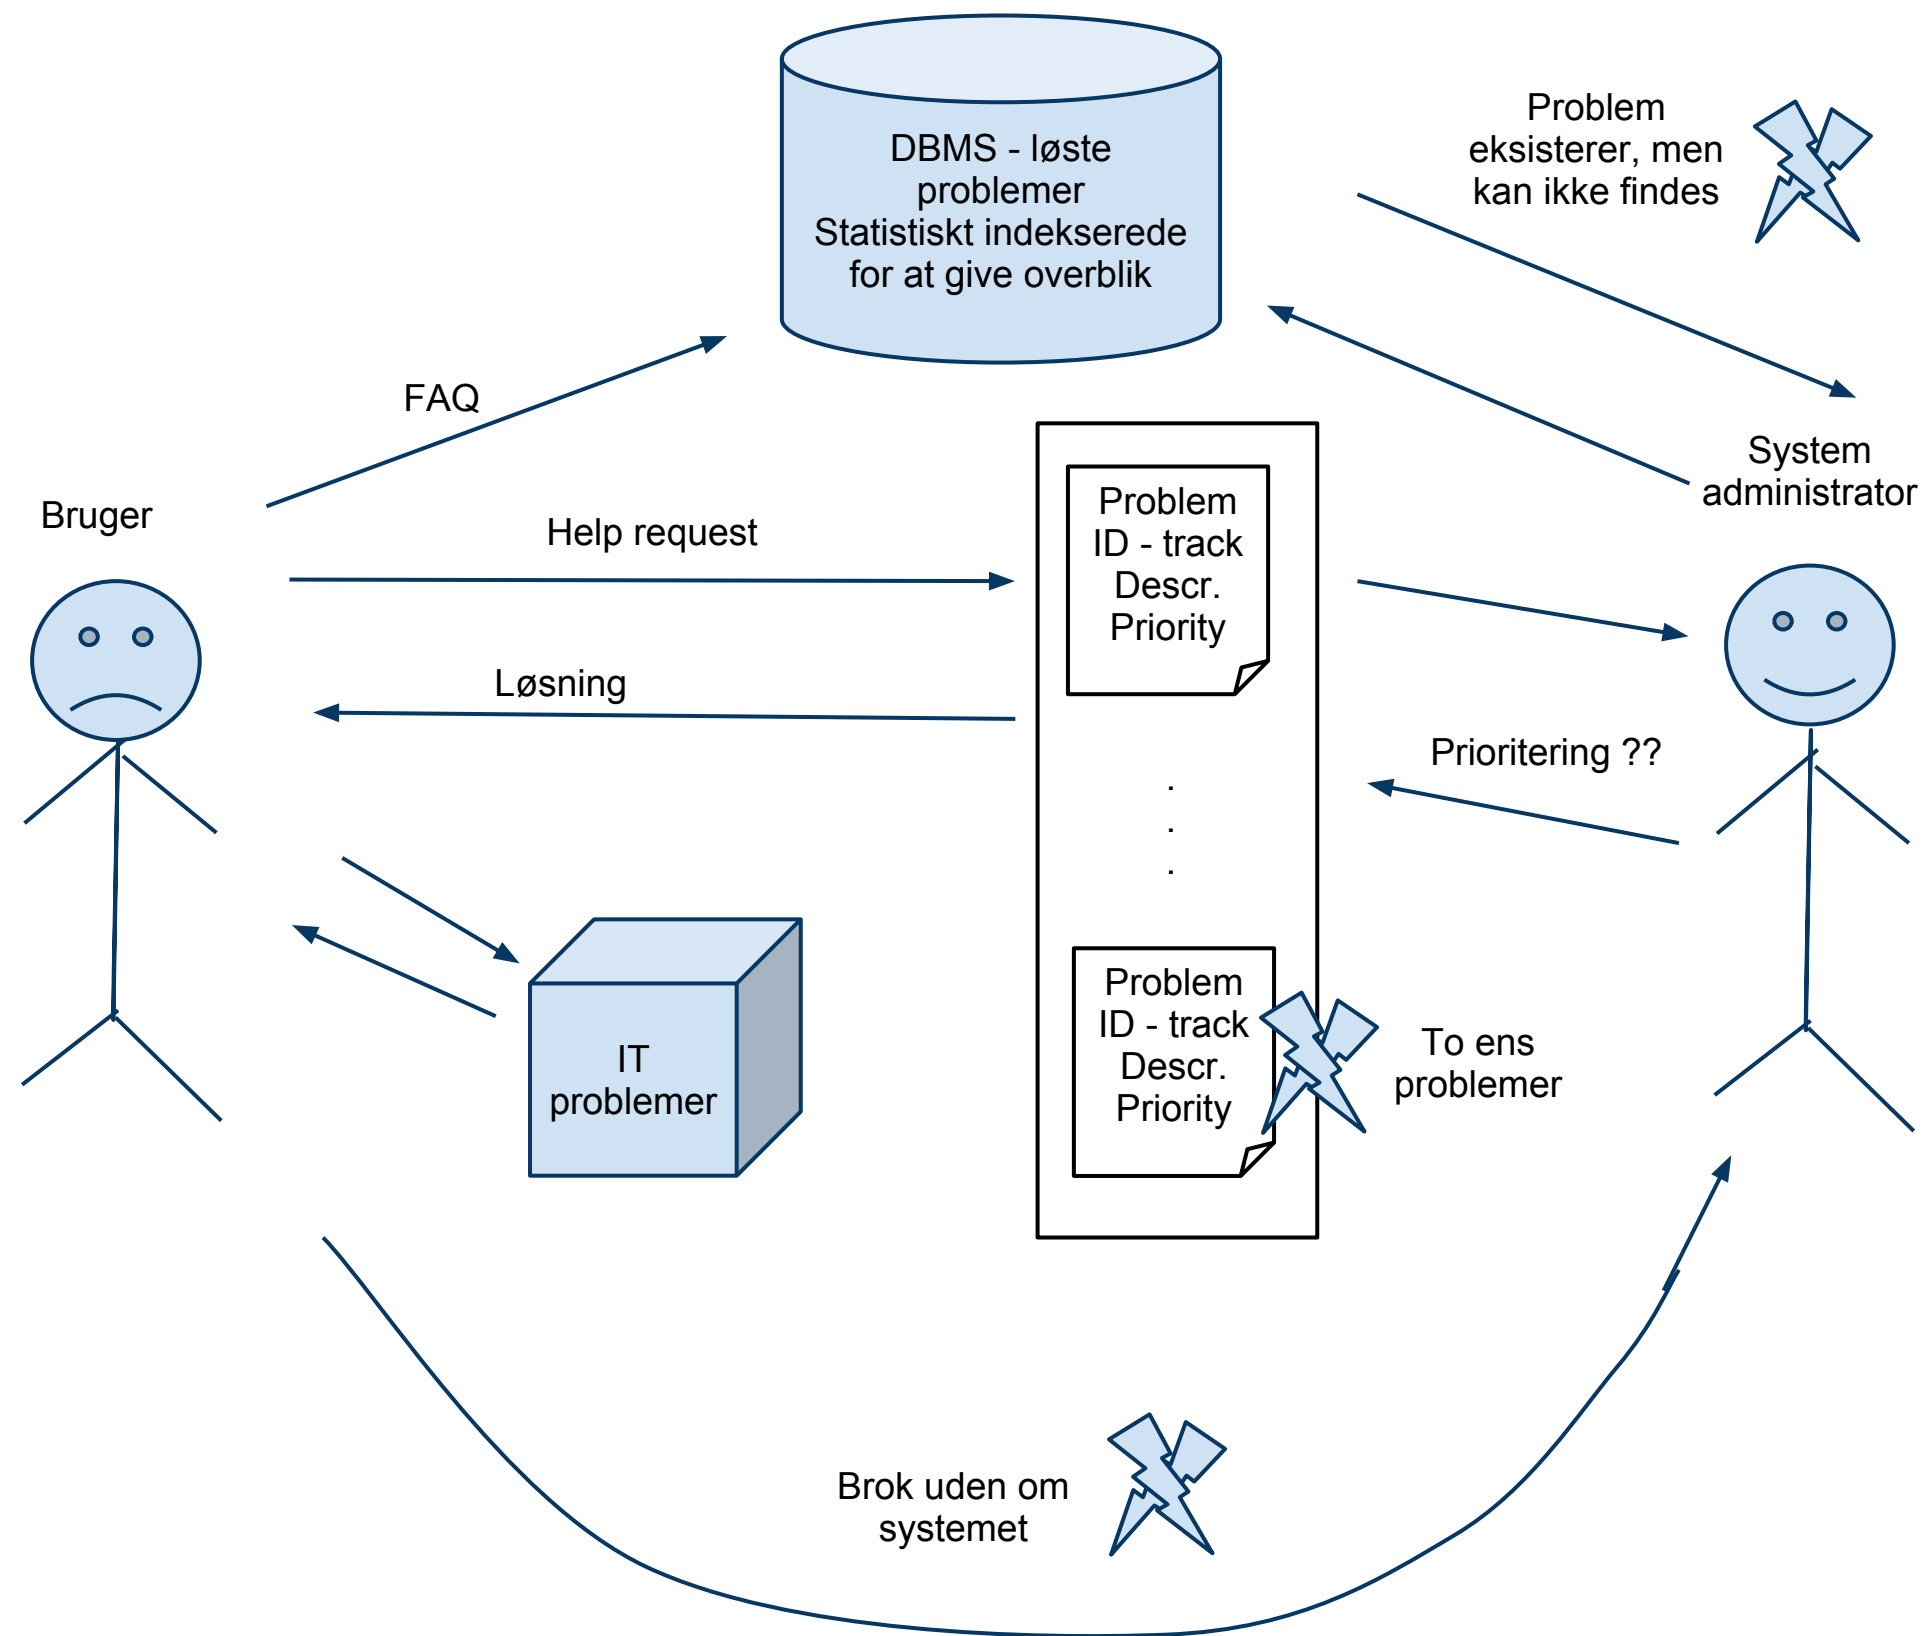 DBMS - løste
problemer
Statistiskt indekserede
for at give overblik
Problem
eksisterer, men
kan ikke findes
FAQ
System
administrator
Bruger
Help request
Problem
ID - track
Descr.
Priority
Løsning
Prioritering ??
.
.
.
IT
problemer
Problem
ID - track
Descr.
Priority
To ens
problemer
Brok uden om
systemet